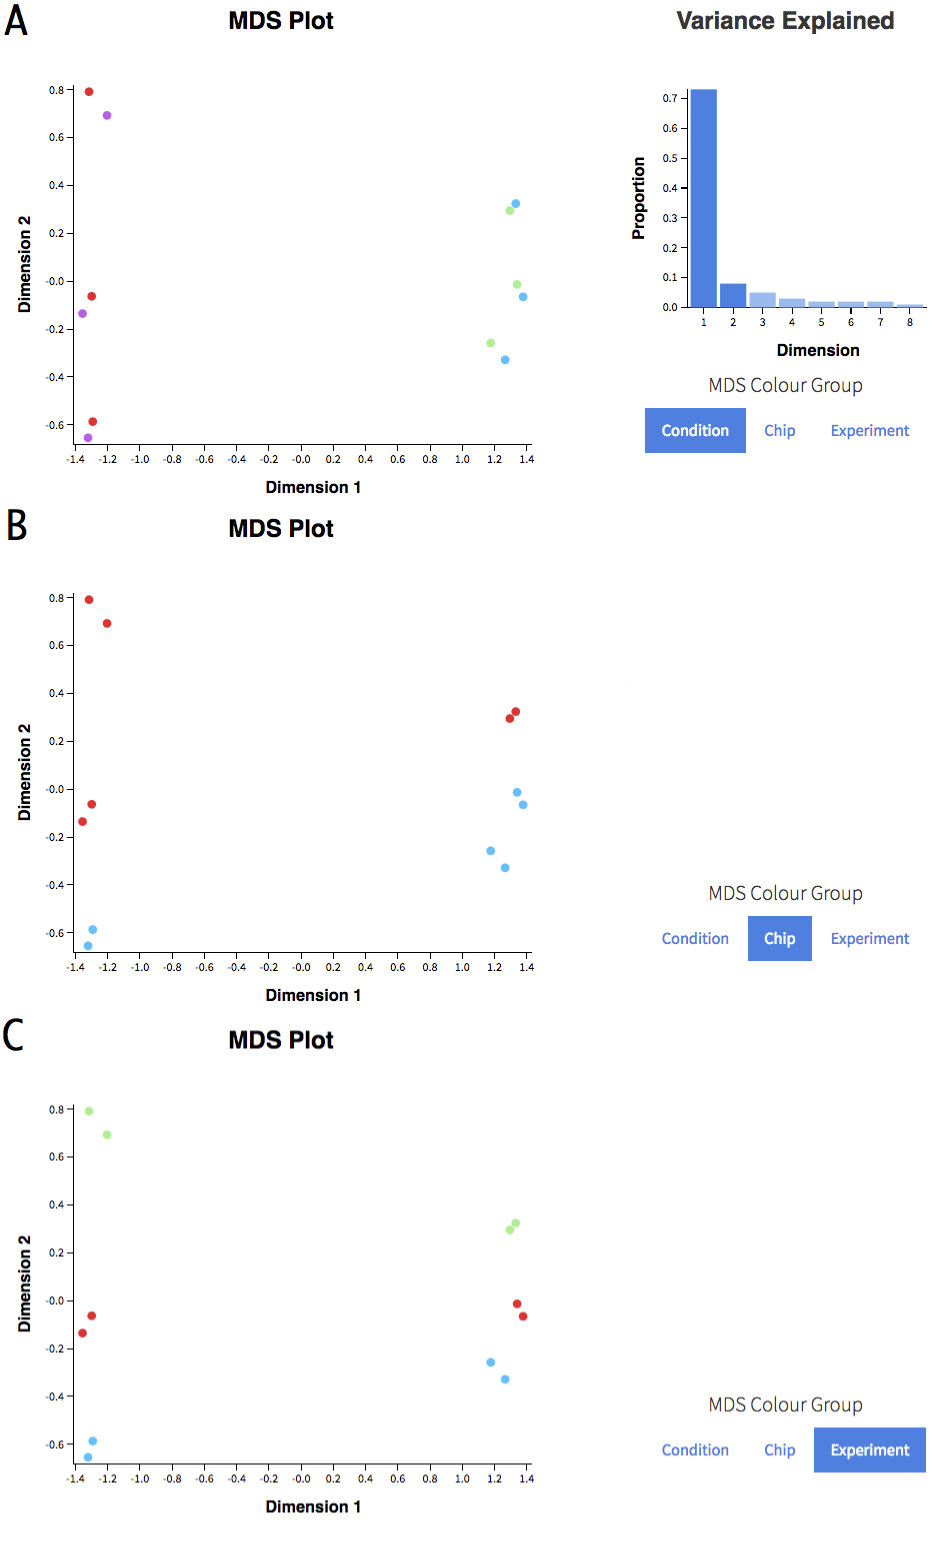 A
MDS Plot
Variance Explained
0.8
0.6
0.4
0.2
-0.0
-0.2
-0.4
-0.6
Dimension 2
-1.4 -1.2 -1.0 -0.8 -0.6 -0.4 -0.2 -0.0 0.2 0.4 0.6 0.8 1.0 1.2 1.4
Dimension 1
0.7
0.6
0.5
0.4
0.3
0.2
0.1
0.0
Proportion
1 2 3 4 5 6 7 8
Dimension
MDS Colour Group
Condition Chip Experiment
B
MDS Plot
0.8
0.6
0.4
0.2
-0.0
-0.2
-0.4
-0.6
Dimension 2
-1.4 -1.2 -1.0 -0.8 -0.6 -0.4 -0.2 -0.0 0.2 0.4 0.6 0.8 1.0 1.2 1.4
Dimension 1
MDS Colour Group
Condition Chip Experiment
C
MDS Plot
0.8
0.6
0.4
0.2
-0.0
-0.2
-0.4
-0.6
Dimension 2
-1.4 -1.2 -1.0 -0.8 -0.6 -0.4 -0.2 -0.0 0.2 0.4 0.6 0.8 1.0 1.2 1.4
Dimension 1
MDS Colour Group
Condition Chip Experiment